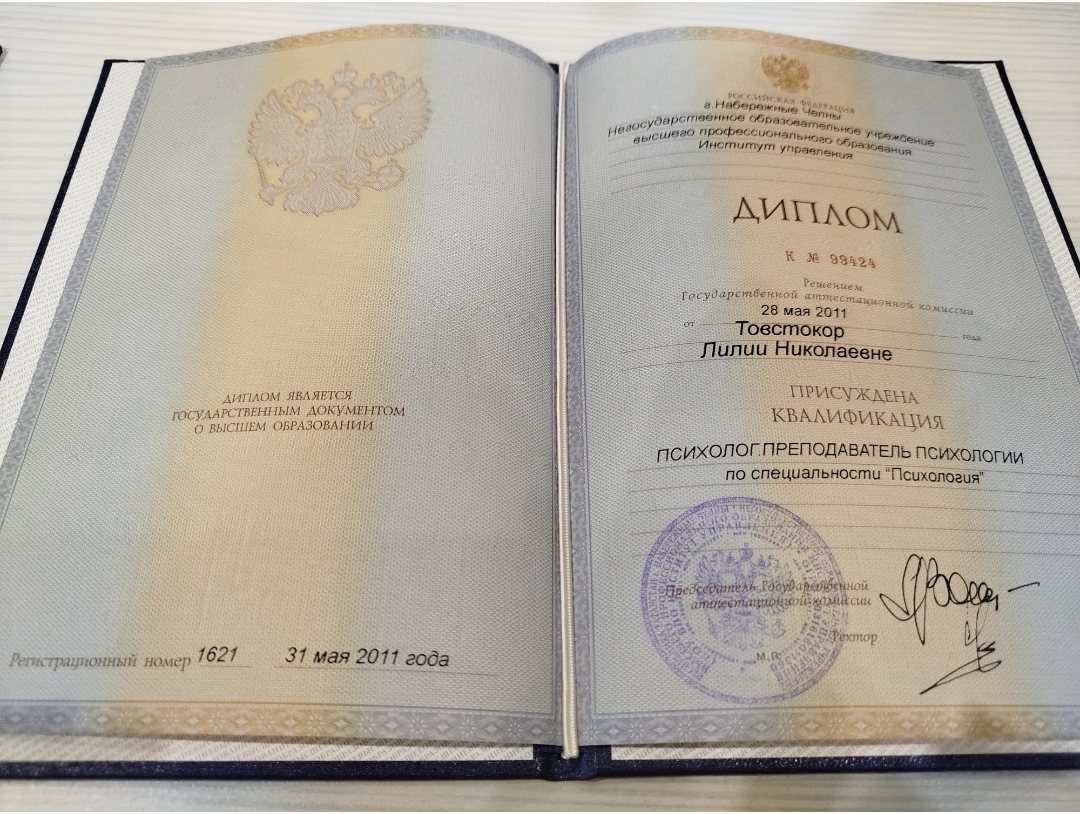 ДИПЛОМ ЯВЛЯЕТСЯ
ГОСУДАРСТВЕННЫМ ДОКУМЕНТОМ
О ВЫСШЕМ ОБРАЗОВАНИИ
Регистрационный номер 1621 31 мая 2011 года
РОССИЙСКАЯ ФЕДЕРАЦИЯ
г.Набережные Челны
Негосударственное образовательное учреждение
высшего профессионального образования
Институт управления
ДИПЛОМ
К № 99424
Решением
Государственной аттестационной комиссии
от 28 мая 2011 года
Товстокор
Лилии Николаевне
ПРИСУЖДЕНА
КВАЛИФИКАЦИЯ
ПСИХОЛОГ.ПРЕПОДАВАТЕЛЬ ПСИХОЛОГИИ
по специальности “Психология”
Председатель Государственной
аттестационной комиссии
Ректор
М.П.